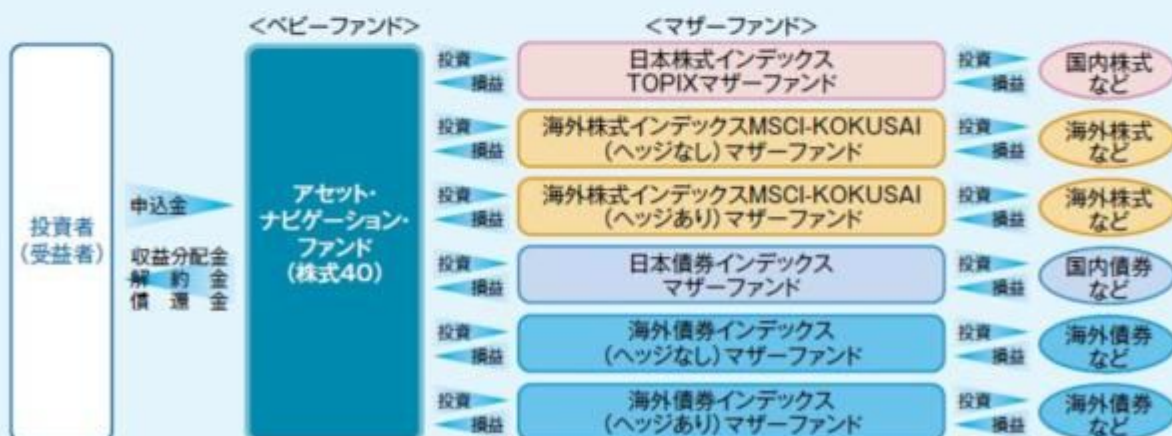 <ベビーファンド>
<マザーファンド>
投資者
(受益者)
申込金
収益分配金
解約金
償還金
アセット・
ナビゲーション・
ファンド
(株式40)
投資
損益
日本株式インデックス
TOPIXマザーファンド
投資
損益
国内株式
など
投資
損益
海外株式インデックスMSCI-KOKUSAI
(ヘッジなし)マザーファンド
投資
損益
海外株式
など
投資
損益
海外株式インデックスMSCI-KOKUSAI
(ヘッジあり)マザーファンド
投資
損益
海外株式
など
投資
損益
日本債券インデックス
マザーファンド
投資
損益
国内債券
など
投資
損益
海外債券インデックス
(ヘッジなし)マザーファンド
投資
損益
海外債券
など
投資
損益
海外債券インデックス
(ヘッジあり)マザーファンド
投資
損益
海外債券
など